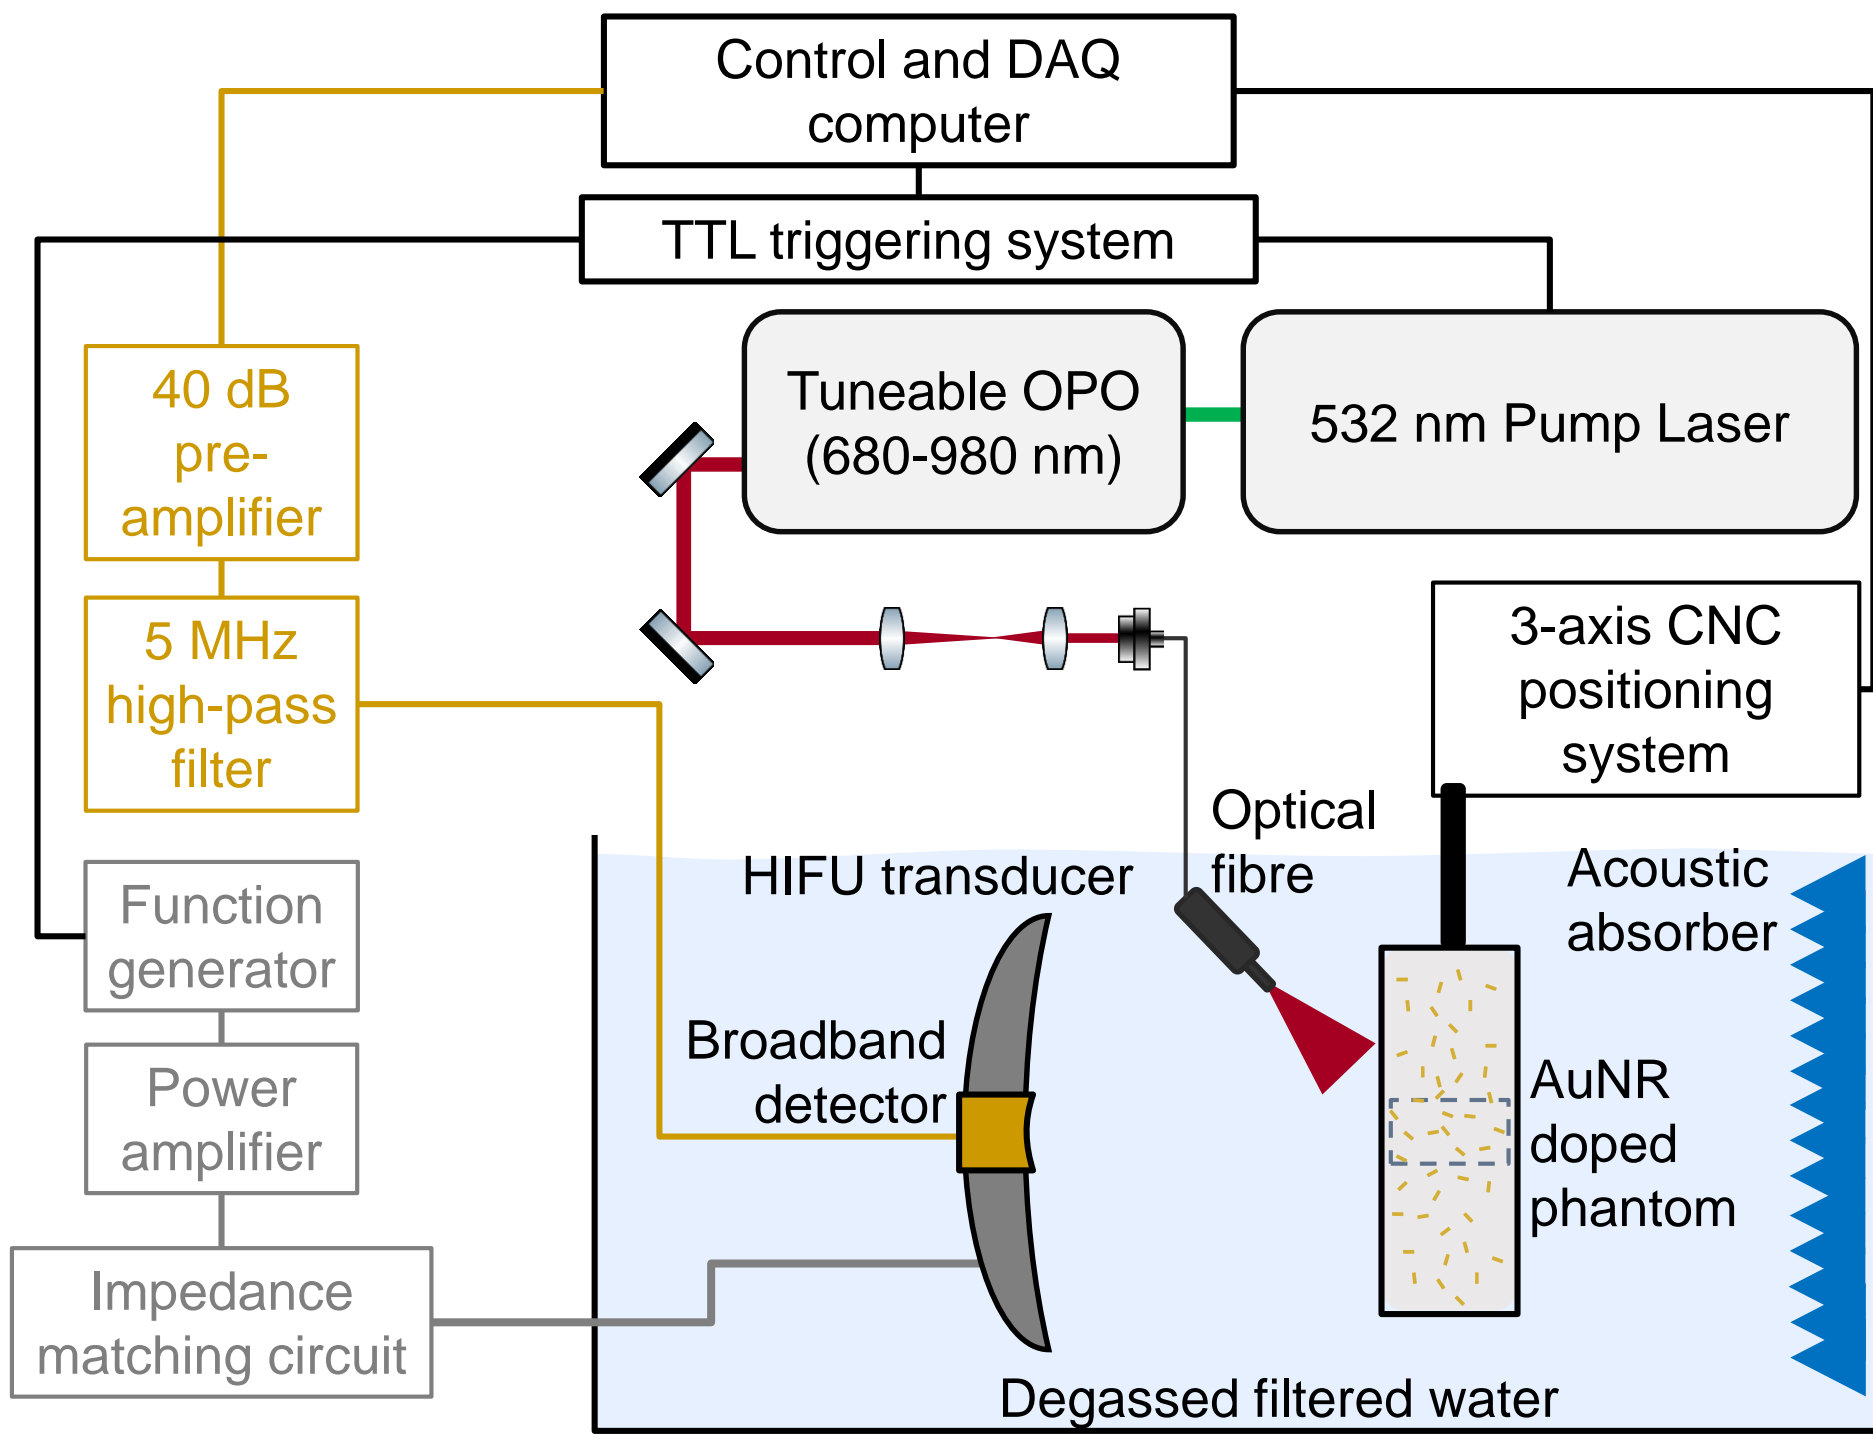 Control and DAQ
computer
TTL triggering system
40 dB
pre-
amplifier
Tuneable OPO
(680-980 nm)
532 nm Pump Laser
5 MHz
high-pass
filter
3-axis CNC
positioning
system
Optical
fibre
HIFU transducer
Acoustic
absorber
Function
generator
Broadband
detector
Power
amplifier
AuNR
doped
phantom
Impedance
matching circuit
Degassed filtered water